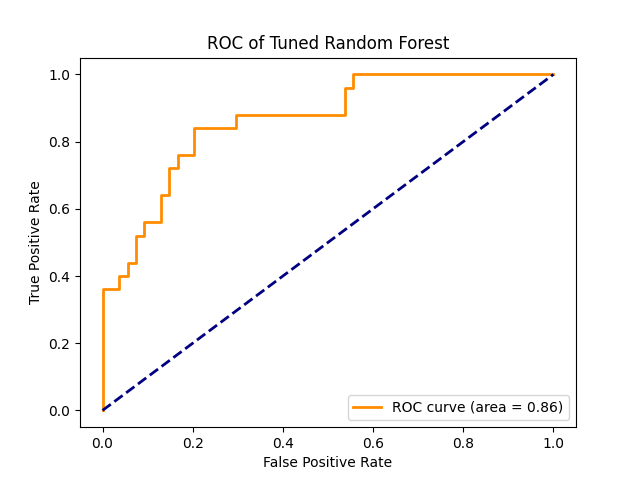 ROC of Tuned Random Forest
True Positive Rate
1.0
0.8
0.6
0.4
0.2
0.0
ROC curve (area = 0.86)
0.0 0.2 0.4 0.6 0.8 1.0
False Positive Rate